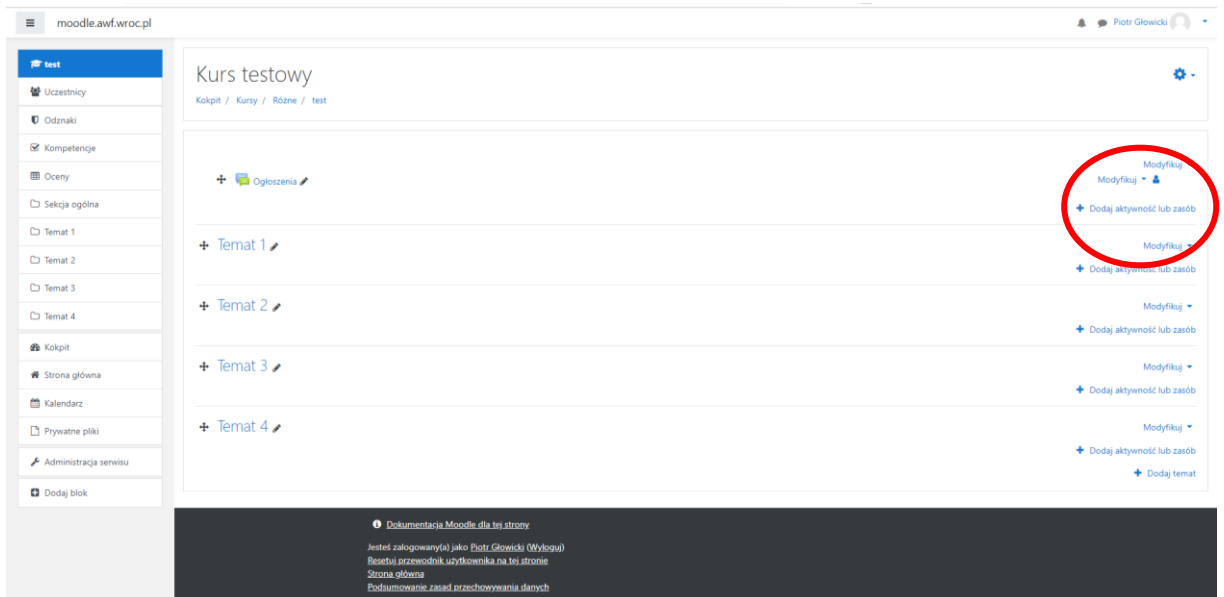 moodle.awf.wroc.pl
Piotr Głowicki
test
Uczestnicy
Odznaki
Kompetencje
Oceny
Sekcja ogólna
Temat 1
Temat 2
Temat 3
Temat 4
Kokpit
Strona główna
Kalendarz
Prywatne pliki
Administracja serwisu
Dodaj blok
Kurs testowy
Kokpit / Kursy / Różne / test
Modyfikuj
Ogłoszenia
Modyfikuj
Dodaj aktywność lub zasób
Temat 1
Modyfikuj
Dodaj aktywność lub zasób
Temat 2
Modyfikuj
Dodaj aktywność lub zasób
Temat 3
Modyfikuj
Dodaj aktywność lub zasób
Temat 4
Modyfikuj
Dodaj aktywność lub zasób
Dodaj temat
Dokumentacja Moodle dla tej strony
Jesteś zalogowany(a) jako Piotr Głowicki (Wyloguj)
Resetuj przewodnik użytkownika na tej stronie
Strona główna
Podsumowanie zasad przechowywania danych